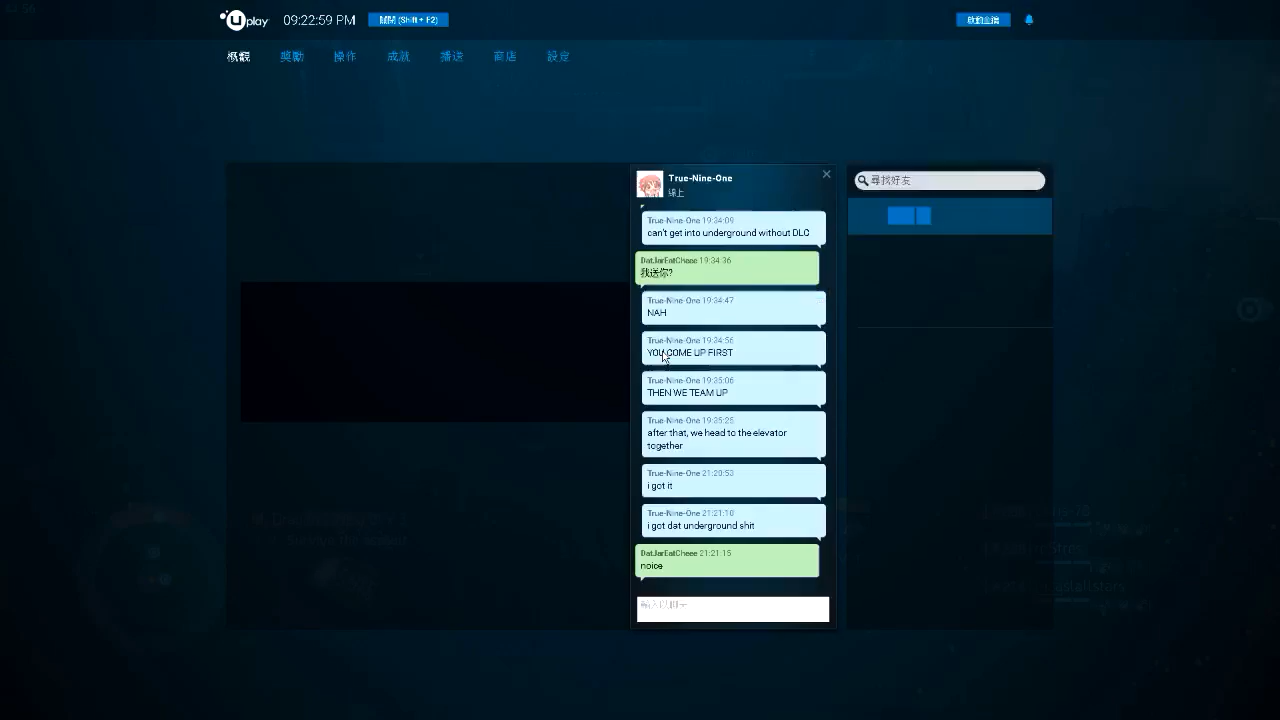 Uplay
09:22:59 PM
關閉 (Shift + F2)
概觀
獎勵
操作
成就
播送
商店
設定
True-Nine-One
線上
尋找好友
True-Nine-One 19:34:09
can't get into underground without DLC
DatJarEatCheee 19:34:36
我送你?
True-Nine-One 19:34:47
NAH
True-Nine-One 19:34:56
YOU COME UP FIRST
True-Nine-One 19:35:06
THEN WE TEAM UP
True-Nine-One 19:35:25
after that, we head to the elevator
together
True-Nine-One 21:20:53
i got it
True-Nine-One 21:21:10
i got dat underground shit
DatJarEatCheee 21:21:15
noice